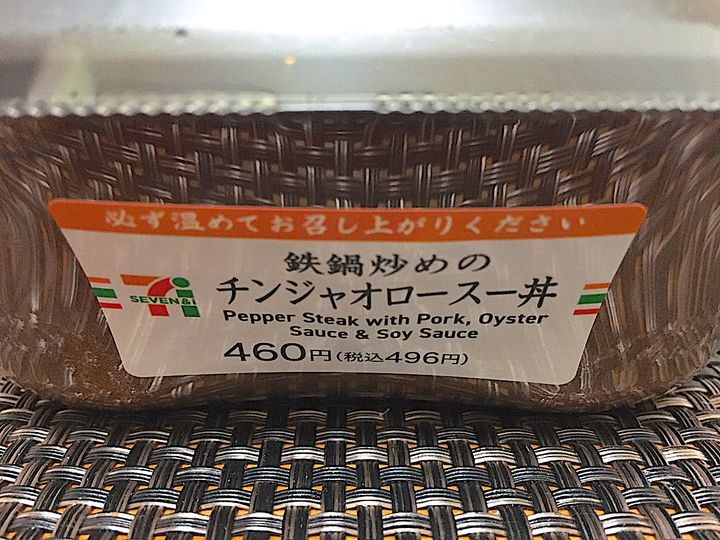 必ず温めてお召し上がりください
鉄鍋炒めの
チンジャオロース一丼
SEVEN&i
Pepper Steak with Pork, Oyster
Sauce & Soy Sauce
460円(税込496円)